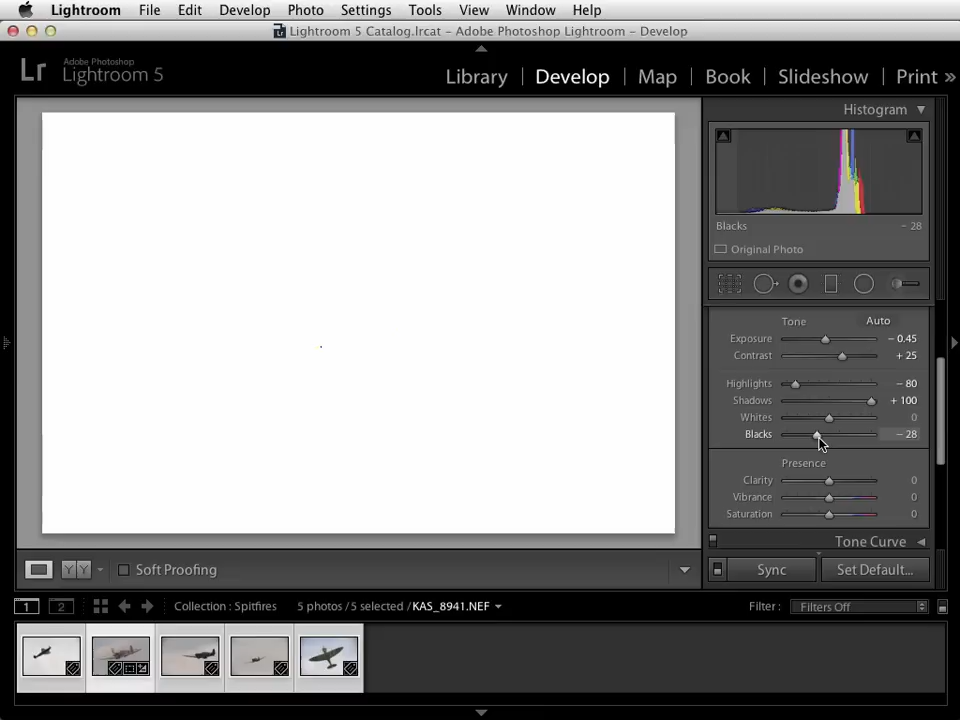 Lightroom File Edit Develop Photo Settings Tools View Window Help
Lightroom 5 Catalog.lrcat – Adobe Photoshop Lightroom – Develop
Lr Adobe Photoshop Lightroom 5
Library Develop Map Book Slideshow Print »
Histogram
Blacks – 28
Original Photo
Tone Auto
Exposure – 0.45
Contrast + 25
Highlights – 80
Shadows + 100
Whites 0
Blacks – 28
Presence
Clarity 0
Vibrance 0
Saturation 0
Tone Curve
YY Soft Proofing Sync Set Default...
1 2 Collection : Spitfires 5 photos / 5 selected / KAS_8941.NEF Filter : Filters Off